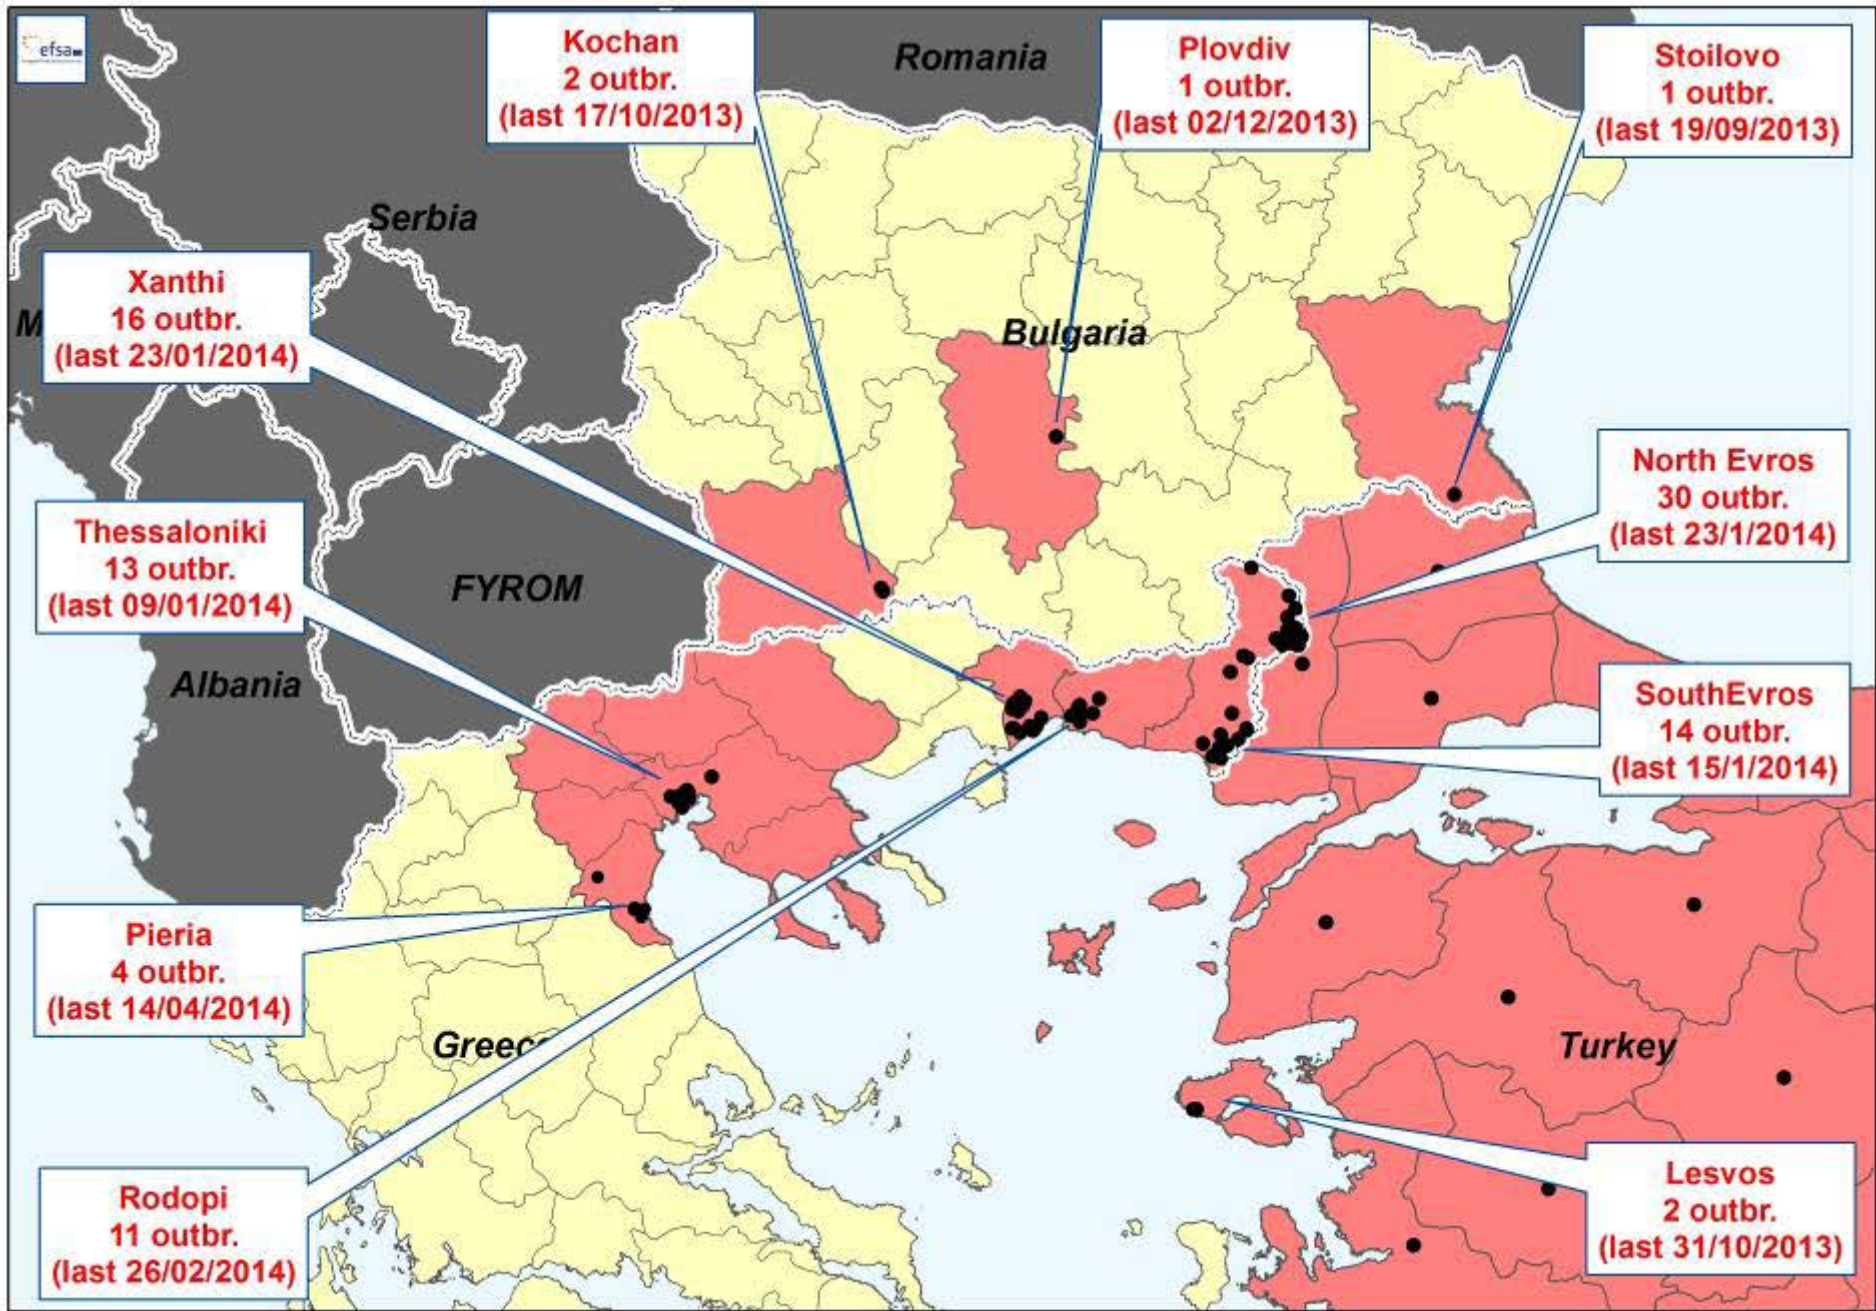 efsa
Kochan
2 outbr.
(last 17/10/2013)
Romania
Plovdiv
1 outbr.
(last 02/12/2013)
Stoilovo
1 outbr.
(last 19/09/2013)
Serbia
Xanthi
16 outbr.
(last 23/01/2014)
M
Bulgaria
North Evros
30 outbr.
(last 23/1/2014)
Thessaloniki
13 outbr.
(last 09/01/2014)
FYROM
Albania
SouthEvros
14 outbr.
(last 15/1/2014)
Pieria
4 outbr.
(last 14/04/2014)
Greece
Turkey
Rodopi
11 outbr.
(last 26/02/2014)
Lesvos
2 outbr.
(last 31/10/2013)